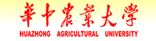 华中农业大学
HUAZHONG AGRICULTURAL UNIVERSITY